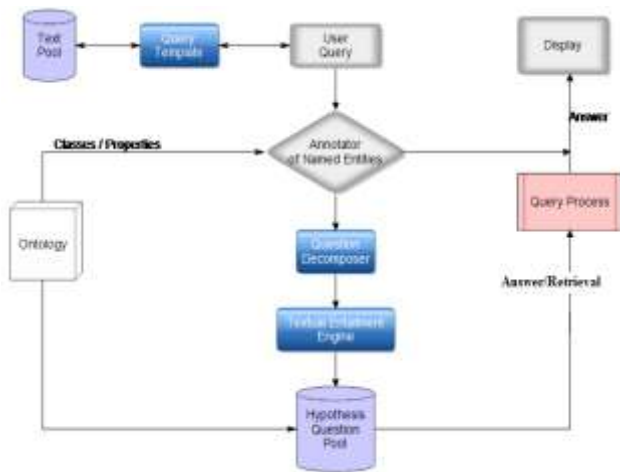 Text
Pool
Query
Template
User
Query
Display
Answer
Classes / Properties
Annotator
of Named Entities
Query Process
Ontology
Question
Decomposer
Answer/Retrieval
Textual Entailment
Engine
Hypothesis
Question
Pool